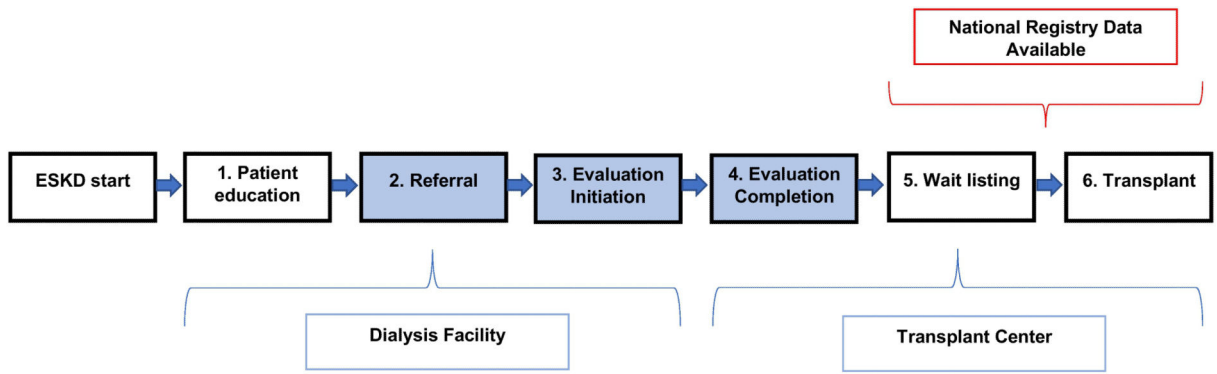 National Registry Data
Available
ESKD start
1. Patient
education
2. Referral
3. Evaluation
Initiation
4. Evaluation
Completion
5. Wait listing
6. Transplant
Dialysis Facility
Transplant Center